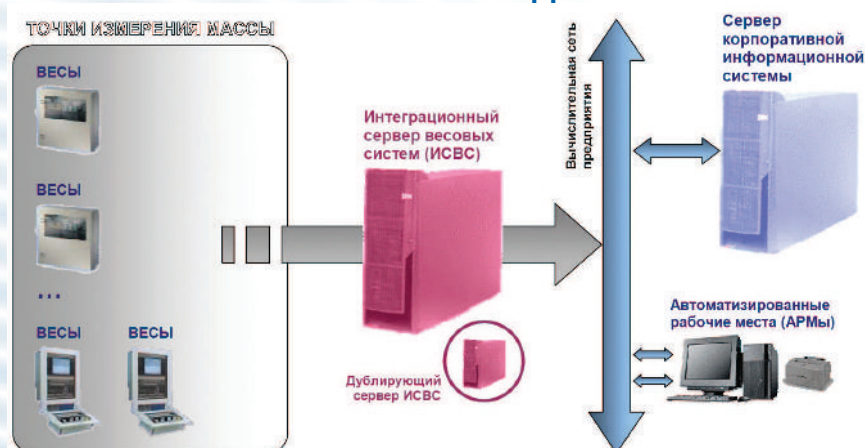 ТОЧКИ ИЗМЕРЕНИЯ МАССЫ
ВЕСЫ
ВЕСЫ
...
ВЕСЫ
ВЕСЫ
Интеграционный
сервер весовых
систем (ИСВС)
Дублирующий
сервер ИСВС
Вычислительная сеть
предприятия
Сервер
корпоративной
информационной
системы
Автоматизированные
рабочие места (АРМы)